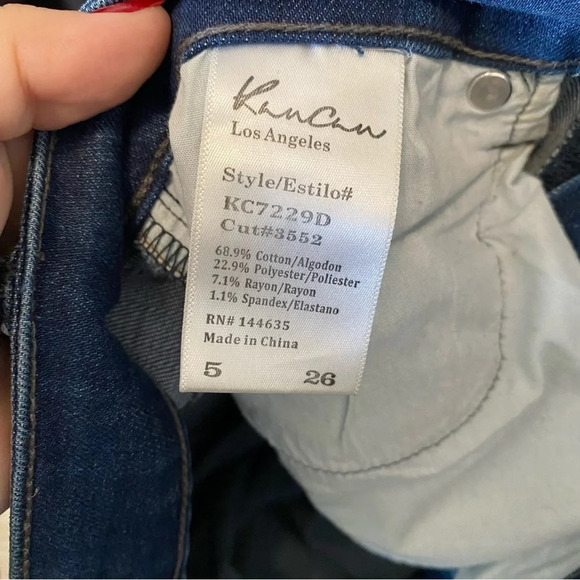 KanCan
Los Angeles
Style/Estilo#
KC7229D
Cut#3552
68.9% Cotton/Algodon
22.9% Polyester/Poliester
7.1% Rayon/Rayon
1.1% Spandex/Elastano
RN# 144635
Made in China
5 26